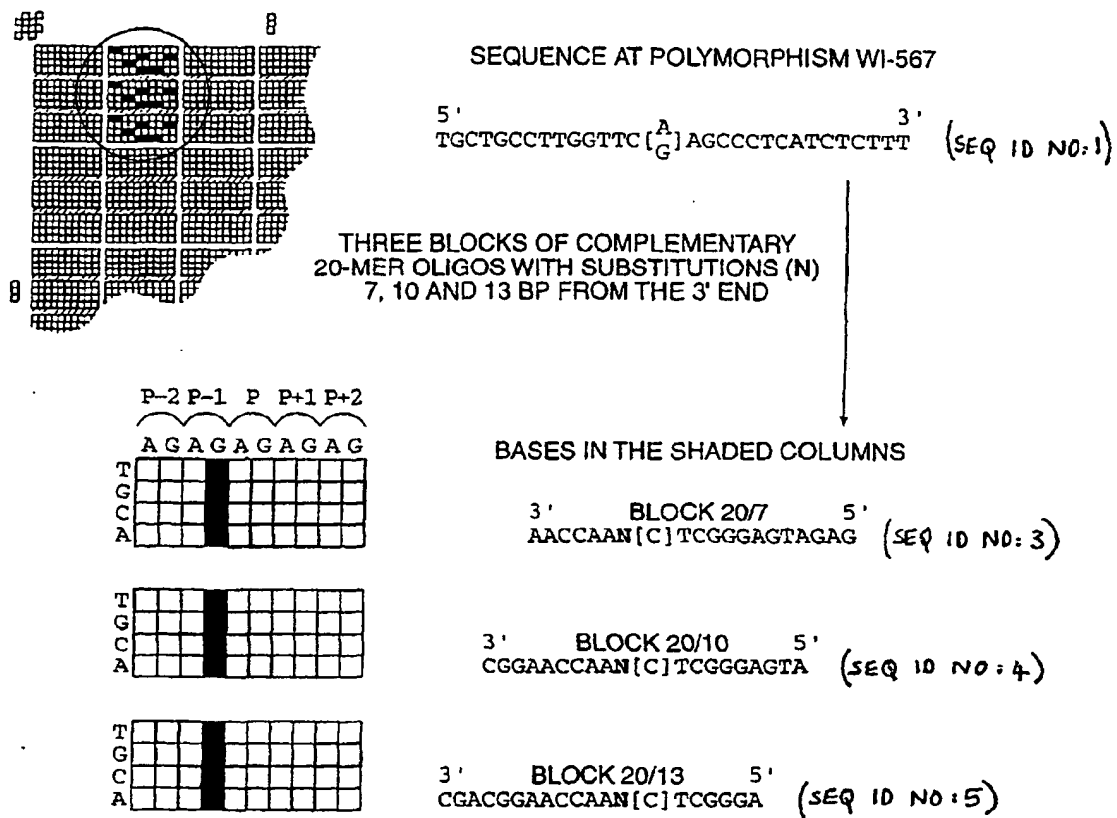 #
8
SEQUENCE AT POLYMORPHISM WI-567
5' 3'
TGCTGCCTTGGTTC[A/G]AGCCCTCATCTCTTT (SEQ ID NO:1)
8
THREE BLOCKS OF COMPLEMENTARY
20-MER OLIGOS WITH SUBSTITUTIONS (N)
7, 10 AND 13 BP FROM THE 3' END
P-2 P-1 P P+1 P+2
A G A G A G A G A G
BASES IN THE SHADED COLUMNS
T
G
C
A
3' BLOCK 20/7 5'
AACCAAN[C]TCGGGAGTAGAG (SEQ ID NO: 3)
T
G
C
A
3' BLOCK 20/10 5'
CGGAACCAAN[C]TCGGGAGTA (SEQ ID NO: 4)
T
G
C
A
3' BLOCK 20/13 5'
CGACGGAACCAAN[C]TCGGGA (SEQ ID NO: 5)